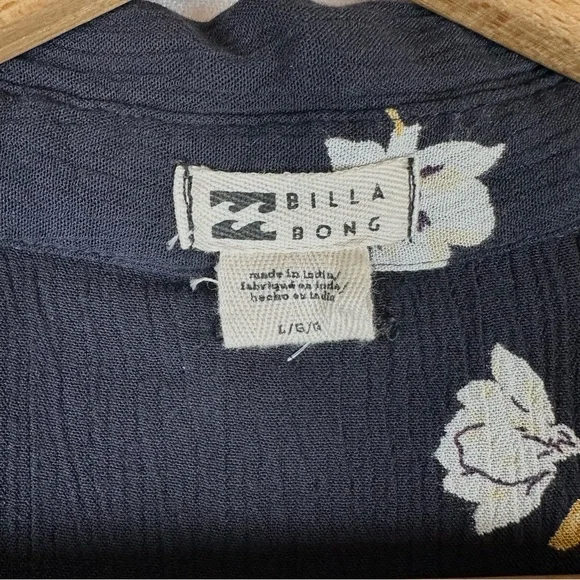 BILLA
BONG
made in India/
fabriqué en Inde/
hecho en India
L/G/G